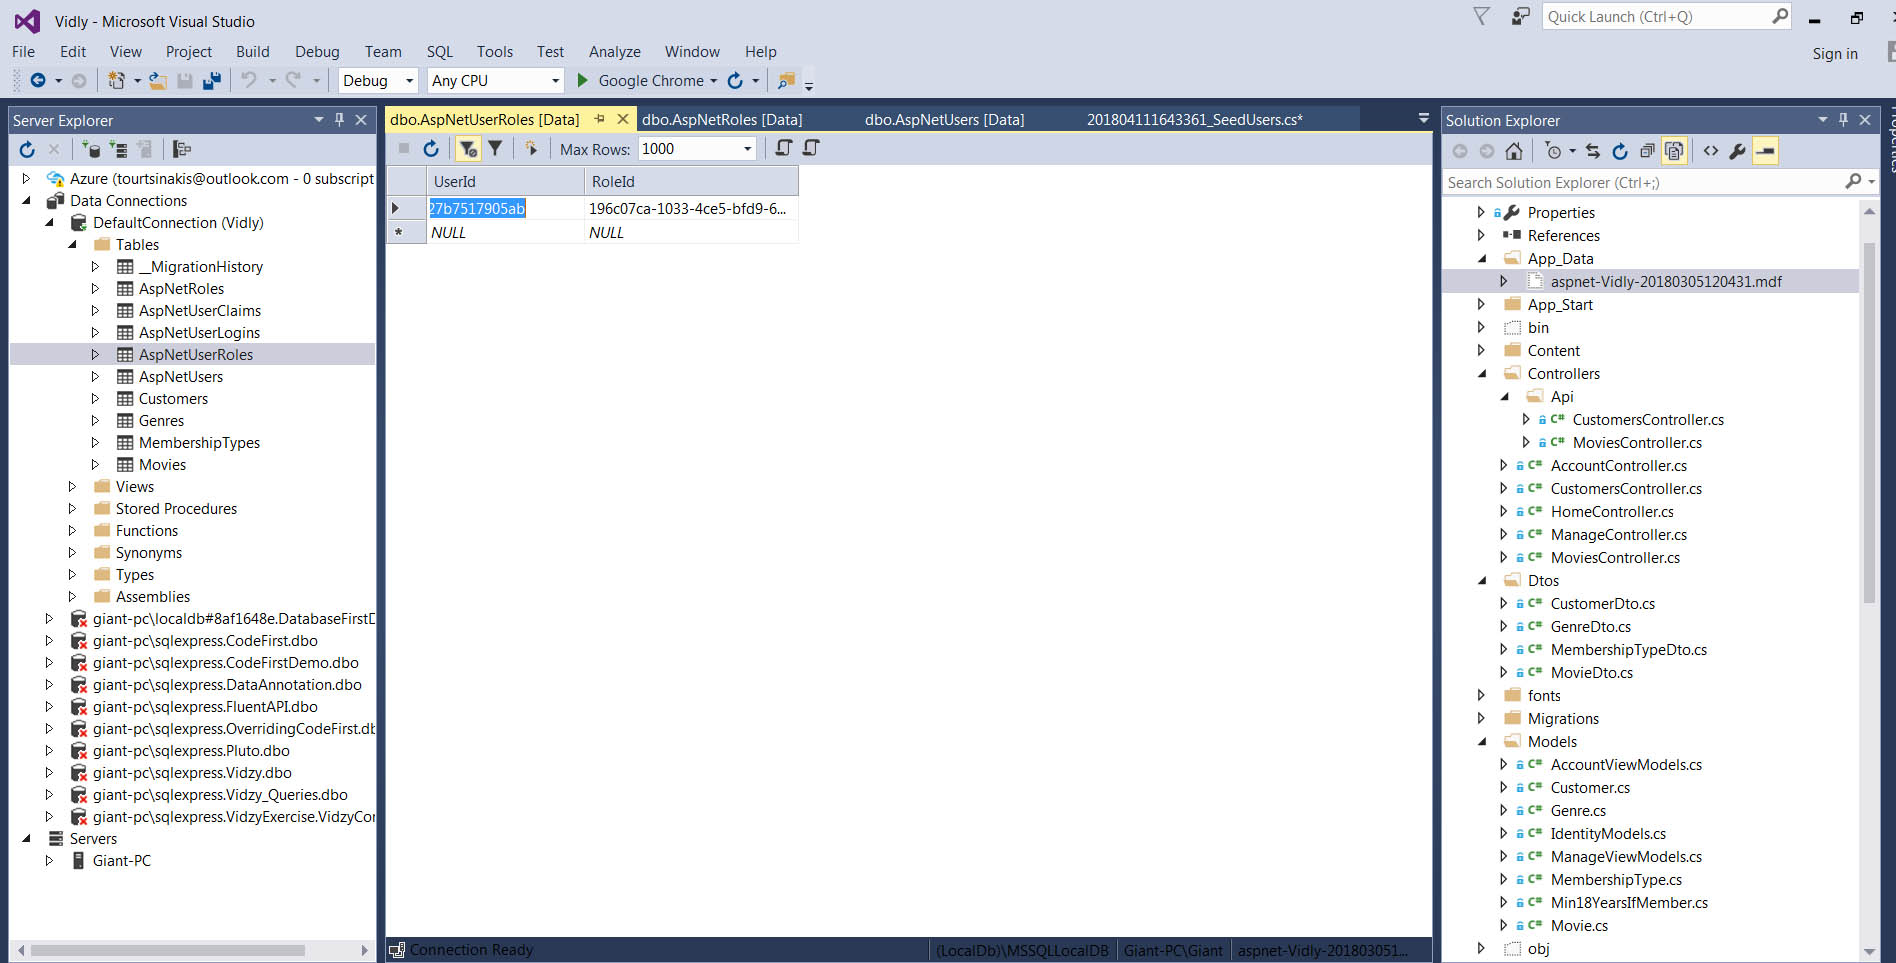 Vidly - Microsoft Visual Studio
Quick Launch (Ctrl+Q)
File Edit View Project Build Debug Team SQL Tools Test Analyze Window Help
Sign in
Debug Any CPU Google Chrome
Server Explorer
Azure (tourtsinakis@outlook.com - 0 subscript
Data Connections
DefaultConnection (Vidly)
Tables
__MigrationHistory
AspNetRoles
AspNetUserClaims
AspNetUserLogins
AspNetUserRoles
AspNetUsers
Customers
Genres
MembershipTypes
Movies
Views
Stored Procedures
Functions
Synonyms
Types
Assemblies
giant-pc\localdb#8af1648e.DatabaseFirstD
giant-pc\sqlexpress.CodeFirst.dbo
giant-pc\sqlexpress.CodeFirstDemo.dbo
giant-pc\sqlexpress.DataAnnotation.dbo
giant-pc\sqlexpress.FluentAPI.dbo
giant-pc\sqlexpress.OverridingCodeFirst.db
giant-pc\sqlexpress.Pluto.dbo
giant-pc\sqlexpress.Vidzy.dbo
giant-pc\sqlexpress.Vidzy_Queries.dbo
giant-pc\sqlexpress.VidzyExercise.VidzyCor
Servers
Giant-PC
dbo.AspNetUserRoles [Data] dbo.AspNetRoles [Data] dbo.AspNetUsers [Data] 201804111643361_SeedUsers.cs*
Max Rows: 1000
UserId RoleId
27b7517905ab 196c07ca-1033-4ce5-bfd9-6...
NULL NULL
Connection Ready (LocalDb)\MSSQLLocalDB Giant-PC\Giant aspnet-Vidly-201803051...
Solution Explorer
Search Solution Explorer (Ctrl+;)
Properties
References
App_Data
aspnet-Vidly-20180305120431.mdf
App_Start
bin
Content
Controllers
Api
CustomersController.cs
MoviesController.cs
AccountController.cs
CustomersController.cs
HomeController.cs
ManageController.cs
MoviesController.cs
Dtos
CustomerDto.cs
GenreDto.cs
MembershipTypeDto.cs
MovieDto.cs
fonts
Migrations
Models
AccountViewModels.cs
Customer.cs
Genre.cs
IdentityModels.cs
ManageViewModels.cs
MembershipType.cs
Min18YearsIfMember.cs
Movie.cs
obj